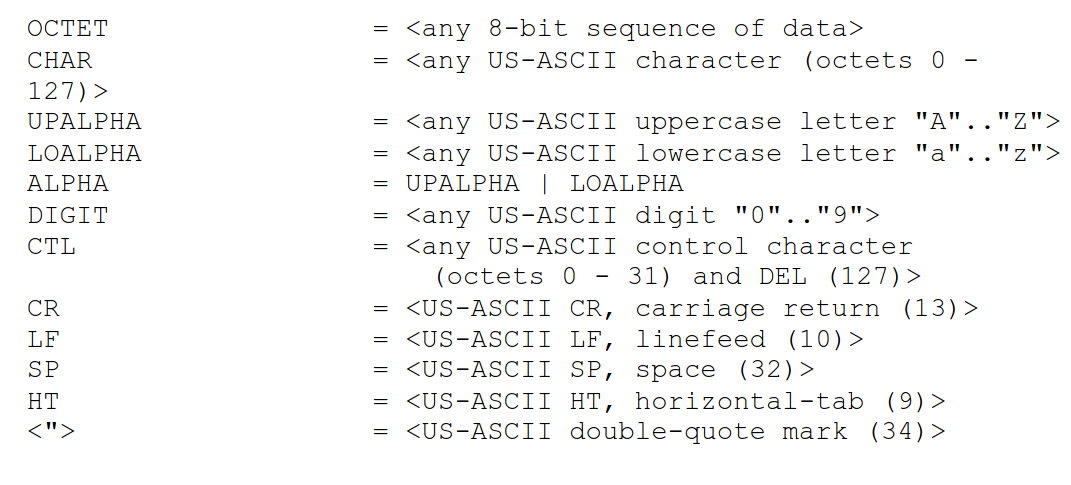 OCTET = <any 8-bit sequence of data>
CHAR = <any US-ASCII character (octets 0 -
127)>
UPALPHA = <any US-ASCII uppercase letter "A".."Z">
LOALPHA = <any US-ASCII lowercase letter "a".."z">
ALPHA = UPALPHA | LOALPHA
DIGIT = <any US-ASCII digit "0".."9">
CTL = <any US-ASCII control character
(octets 0 - 31) and DEL (127)>
CR = <US-ASCII CR, carriage return (13)>
LF = <US-ASCII LF, linefeed (10)>
SP = <US-ASCII SP, space (32)>
HT = <US-ASCII HT, horizontal-tab (9)>
<"> = <US-ASCII double-quote mark (34)>